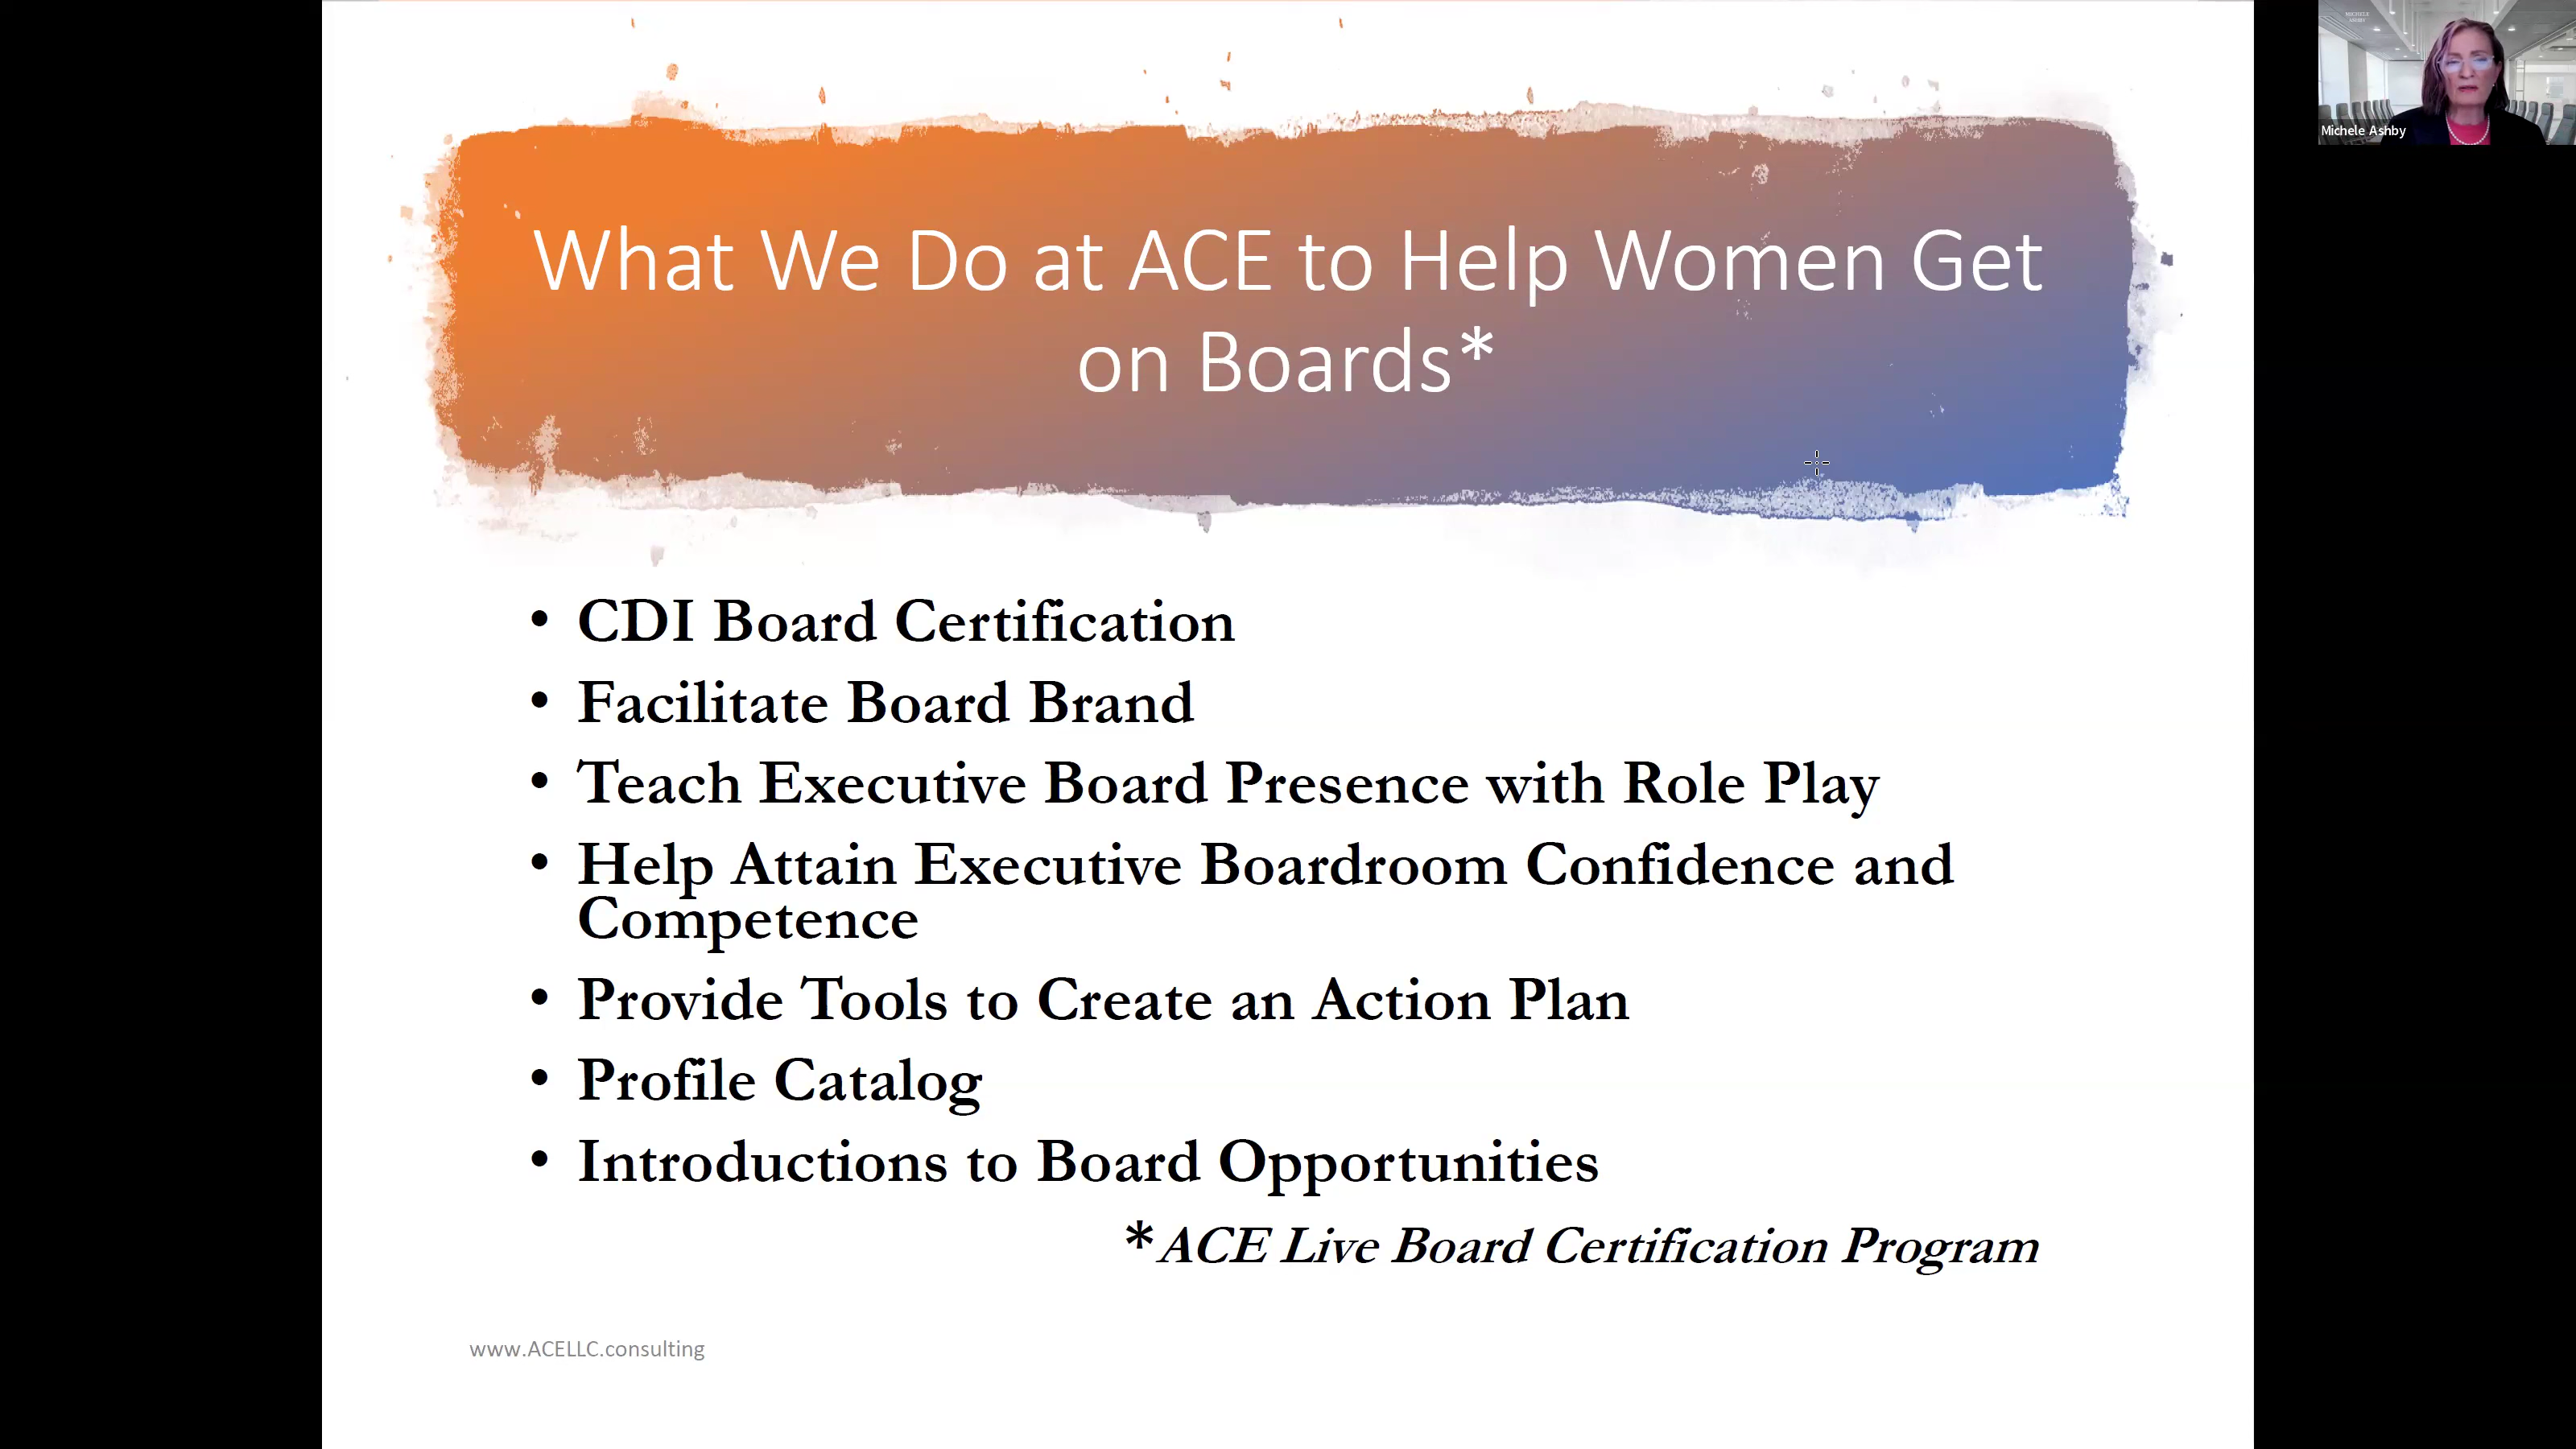 What We Do at ACE to Help Women Get
on Boards*
• CDI Board Certification
• Facilitate Board Brand
• Teach Executive Board Presence with Role Play
• Help Attain Executive Boardroom Confidence and
Competence
• Provide Tools to Create an Action Plan
• Profile Catalog
• Introductions to Board Opportunities
*ACE Live Board Certification Program
www.ACELLC.consulting
MICHELE
ASHBY
Michele Ashby